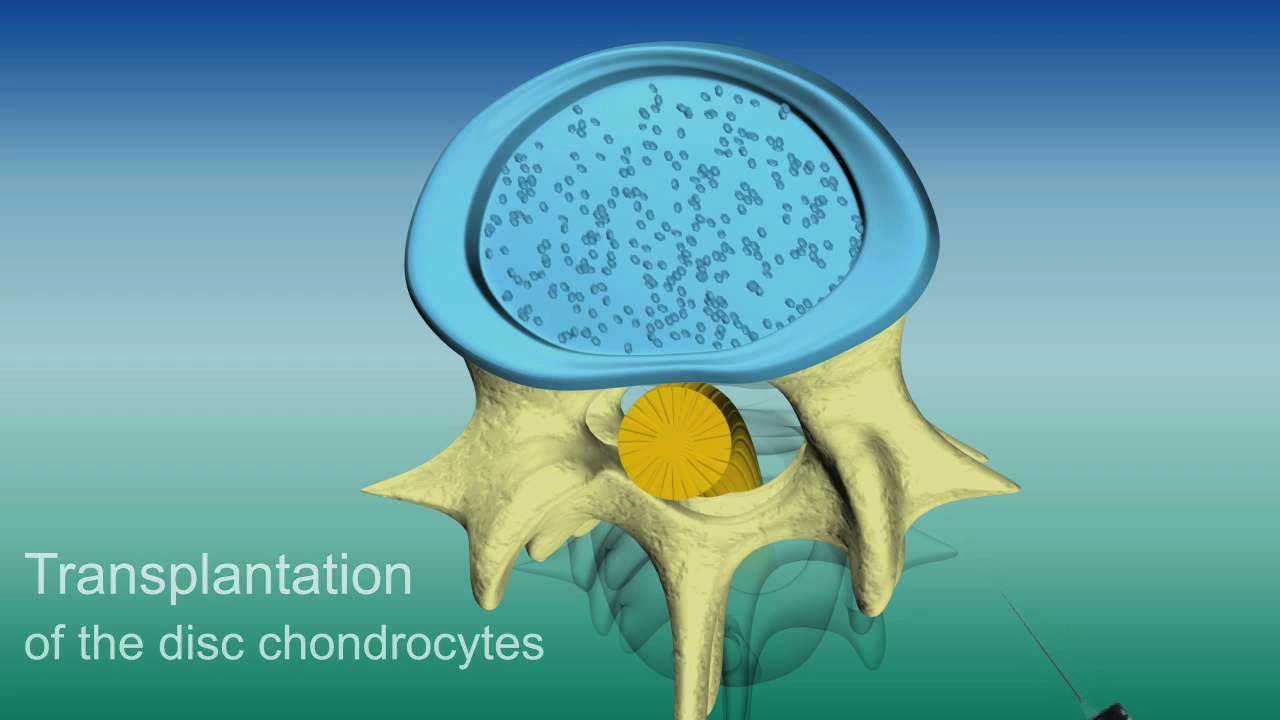 Transplantation
of the disc chondrocytes